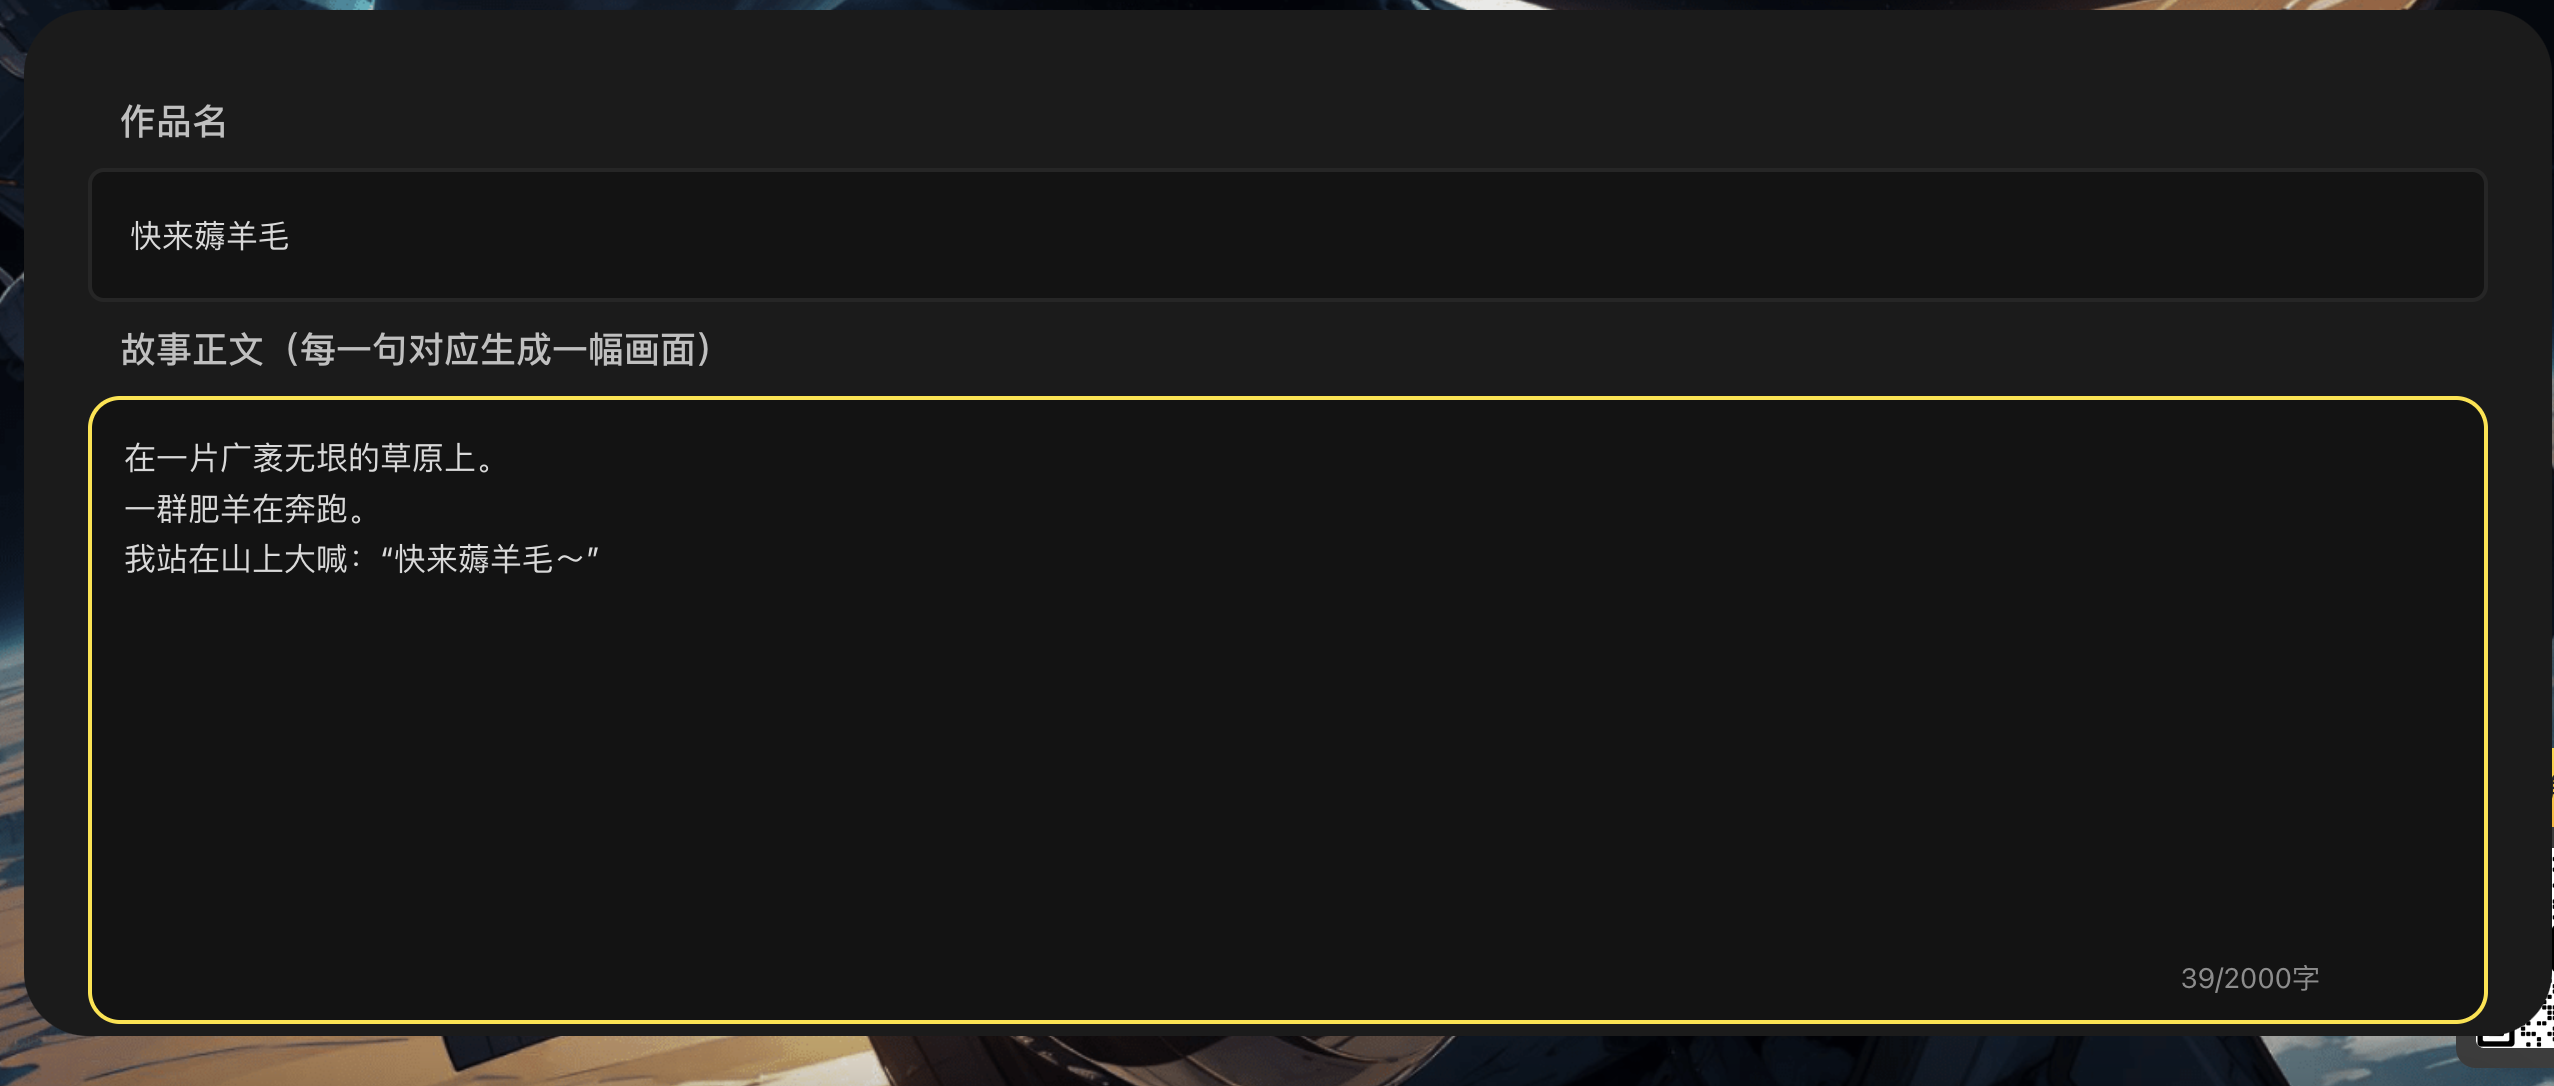 作品名
快来薅羊毛
故事正文（每一句对应生成一幅画面）
在一片广袤无垠的草原上。
一群肥羊在奔跑。
我站在山上大喊：“快来薅羊毛～”
39/2000字